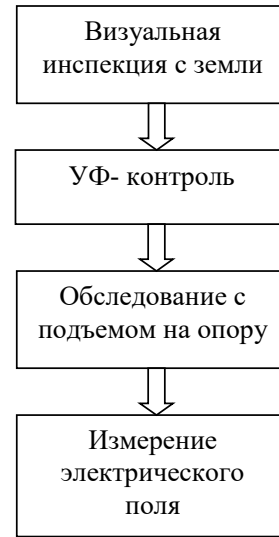 Визуальная
инспекция с земли
УФ- контроль
Обследование с
подъемом на опору
Измерение
электрического
поля